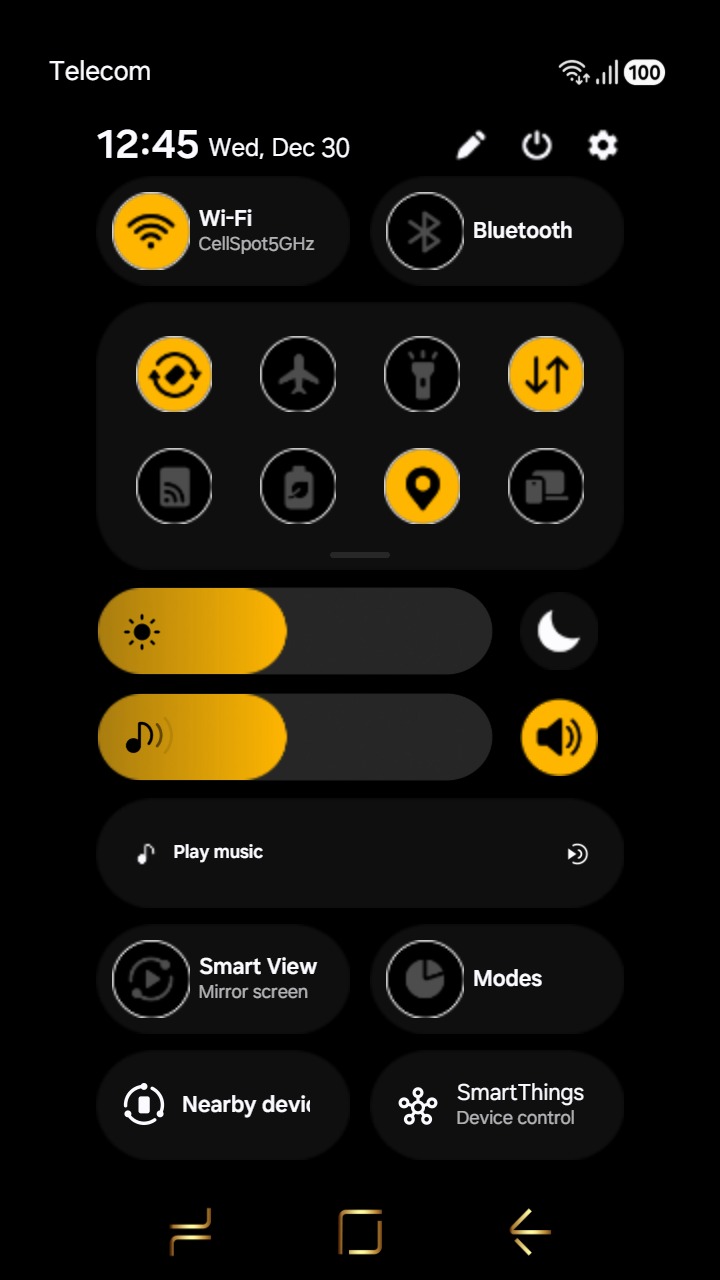 Telecom
100
12:45 Wed, Dec 30
Wi-Fi
CellSpot5GHz
Bluetooth
Play music
Smart View
Mirror screen
Modes
Nearby devi
SmartThings
Device control